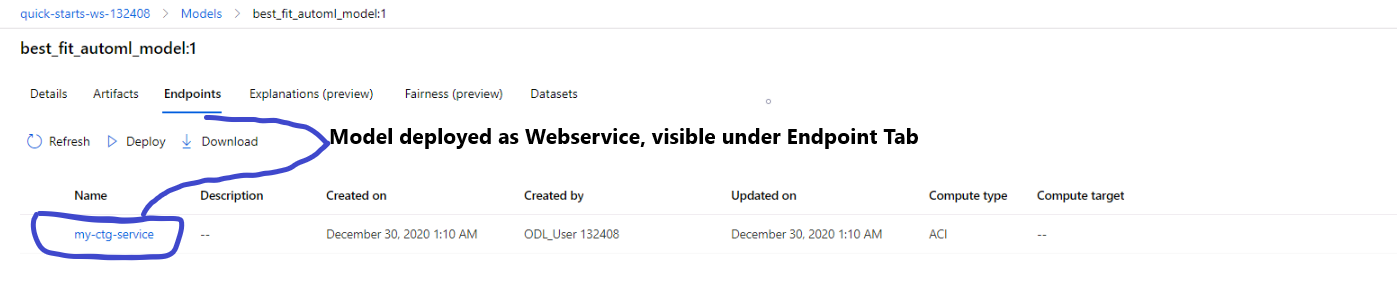 quick-starts-ws-132408 > Models > best_fit_automl_model:1
best_fit_automl_model:1
Details Artifacts Endpoints Explanations (preview) Fairness (preview) Datasets
Refresh Deploy Download Model deployed as Webservice, visible under Endpoint Tab
Name Description Created on Created by Updated on Compute type Compute target
my-ctg-service -- December 30, 2020 1:10 AM ODL_User 132408 December 30, 2020 1:10 AM ACI --